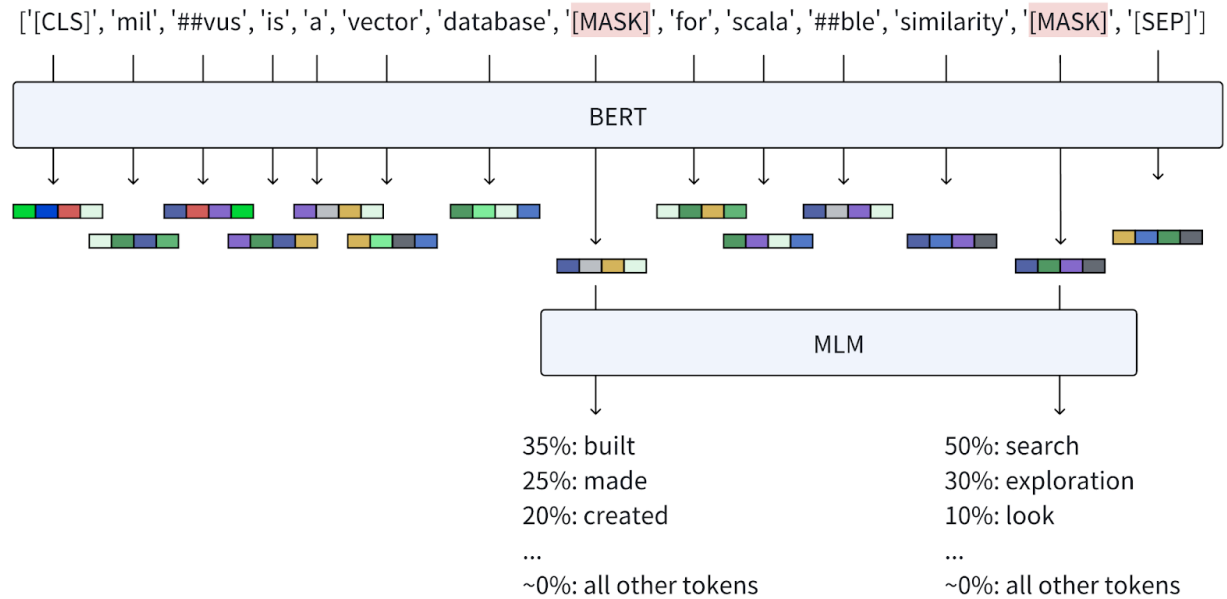 ['[CLS]', 'mil', '##vus', 'is', 'a', 'vector', 'database', '[MASK]', 'for', 'scala', '##ble', 'similarity', '[MASK]', '[SEP]']
BERT
MLM
35%: built
25%: made
20%: created
...
~0%: all other tokens
50%: search
30%: exploration
10%: look
...
~0%: all other tokens